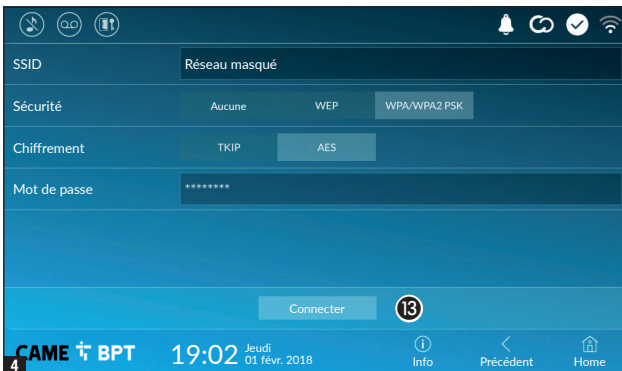 SSID Réseau masqué
Sécurité Aucune WEP WPA/WPA2 PSK
Chiffrement TKIP AES
Mot de passe ********
Connecter 13
4 CAME BPT 19:02 Jeudi
01 févr. 2018
Info Précédent Home